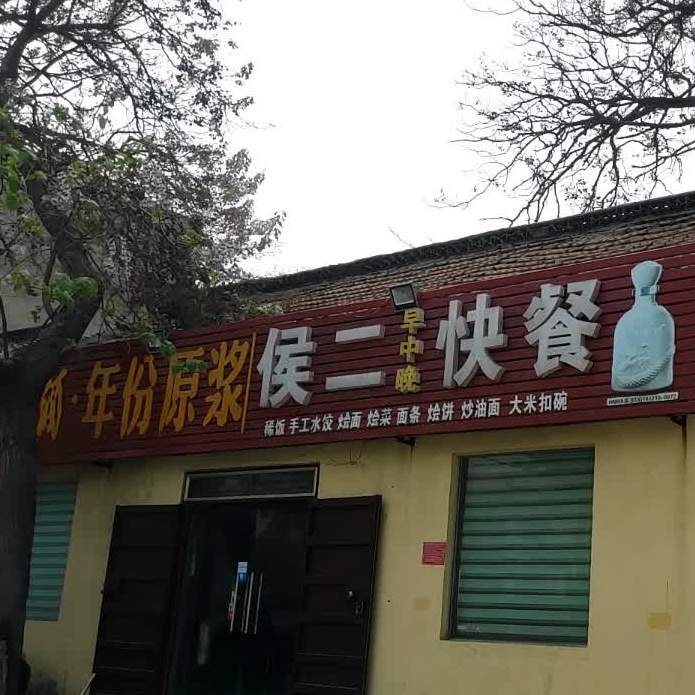 ·年份原浆
侯二
早中晚
快餐
稀饭 手工水饺 烩面 烩菜 面条 烩饼 炒油面 大米扣碗